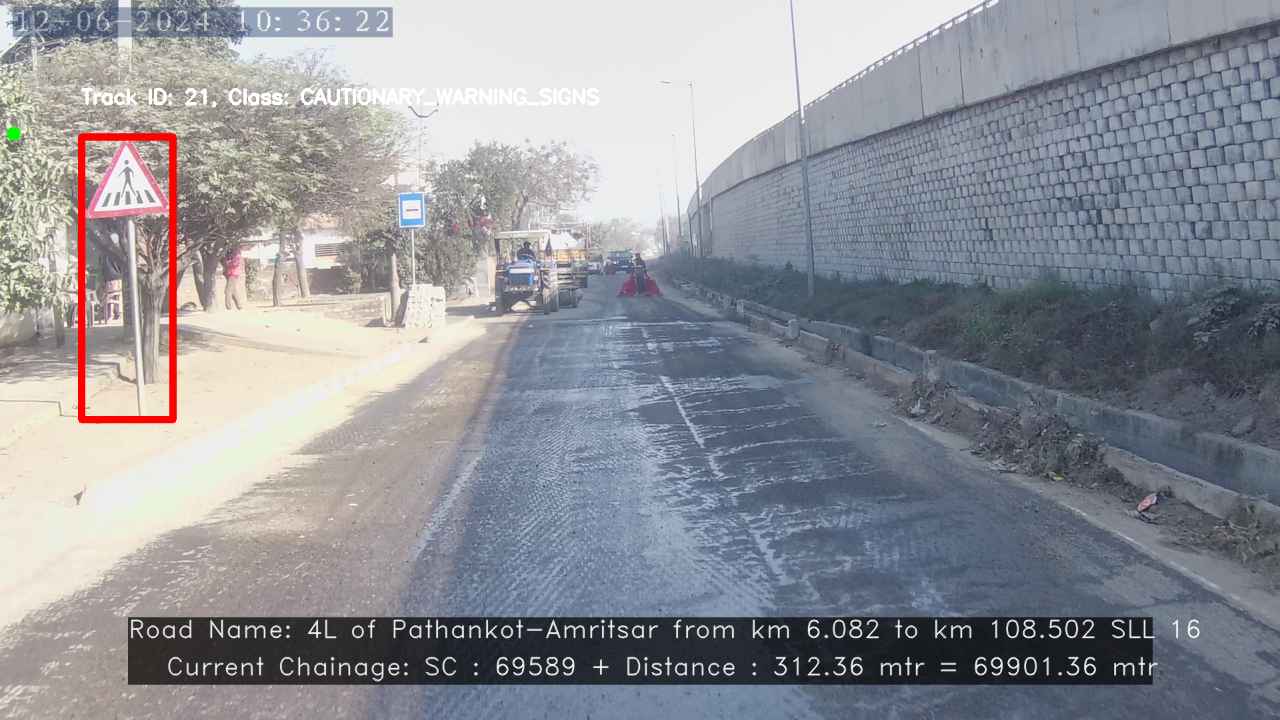 12-06-2024 10:36:22
Track ID: 21, Class: CAUTIONARY_WARNING_SIGNS
Road Name: 4L of Pathankot-Amritsar from km 6.082 to km 108.502 SLL 16
Current Chainage: SC : 69589 + Distance : 312.36 mtr = 69901.36 mtr